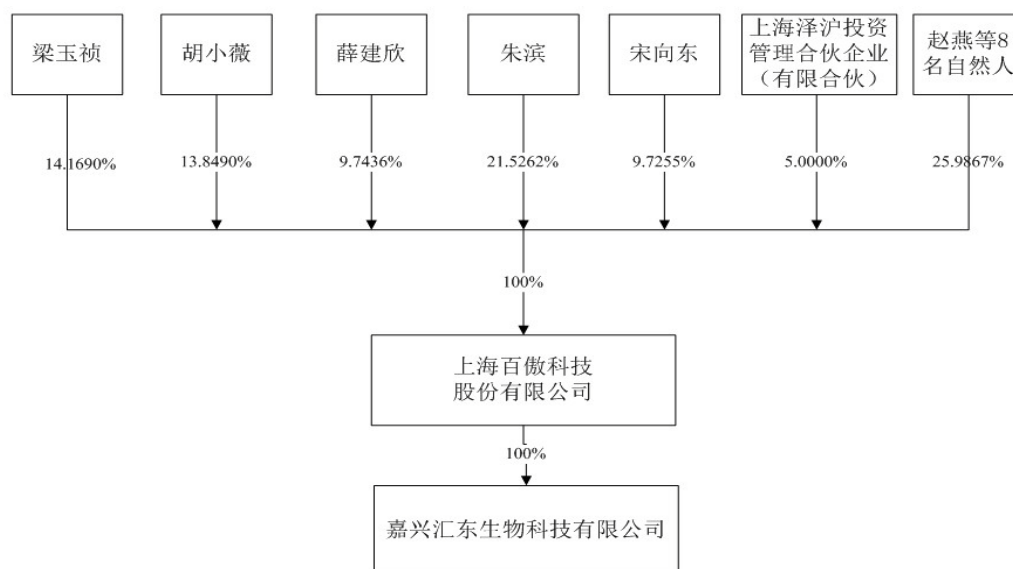 梁玉祯
胡小薇
薛建欣
朱滨
宋向东
上海泽沪投资
管理合伙企业
（有限合伙）
赵燕等8
名自然人
14.1690%
13.8490%
9.7436%
21.5262%
9.7255%
5.0000%
25.9867%
100%
上海百傲科技
股份有限公司
100%
嘉兴汇东生物科技有限公司